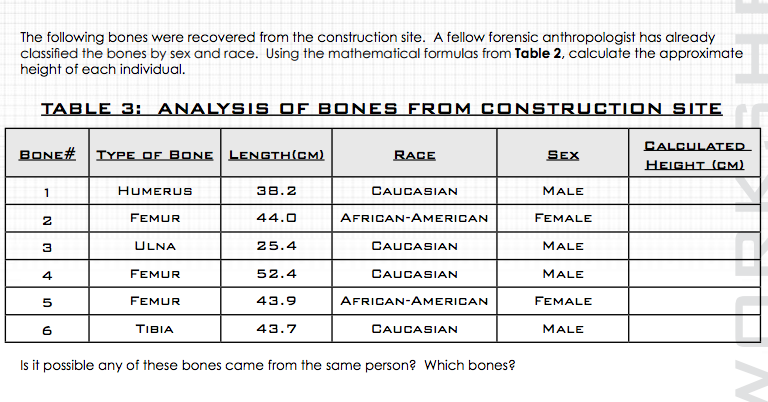 The following bones were recovered from the construction site.  A fellow forensic anthropologist has already
classified the bones by sex and race.  Using the mathematical formulas from Table 2, calculate the approximate
height of each individual.
TABLE 3:  ANALYSIS OF BONES FROM CONSTRUCTION SITE
BONE# TYPE OF BONE LENGTH(CM) RACE SEX CALCULATED HEIGHT (CM)
1 HUMERUS 38.2 CAUCASIAN MALE
2 FEMUR 44.0 AFRICAN-AMERICAN FEMALE
3 ULNA 25.4 CAUCASIAN MALE
4 FEMUR 52.4 CAUCASIAN MALE
5 FEMUR 43.9 AFRICAN-AMERICAN FEMALE
6 TIBIA 43.7 CAUCASIAN MALE
Is it possible any of these bones came from the same person?  Which bones?